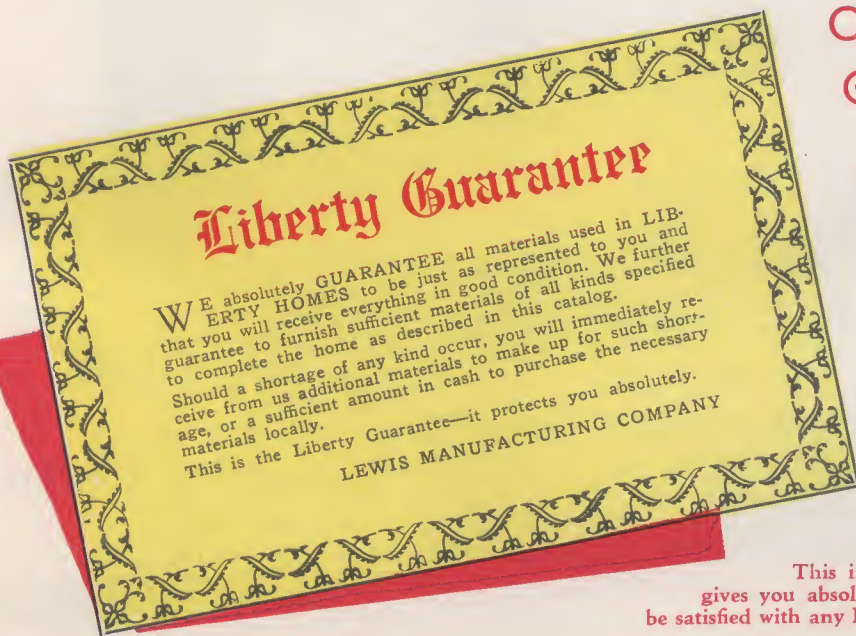 Liberty Guarantee
WE absolutely GUARANTEE all materials used in LIB-
ERTY HOMES to be just as represented to you and
that you will receive everything in good condition. We further
guarantee to furnish sufficient materials of all kinds specified
to complete the home as described in this catalog.
Should a shortage of any kind occur, you will immediately re-
ceive from us additional materials to make up for such short-
age, or a sufficient amount in cash to purchase the necessary
materials locally.
This is the Liberty Guarantee—it protects you absolutely.
LEWIS MANUFACTURING COMPANY
This
gives you
be satisfied with any